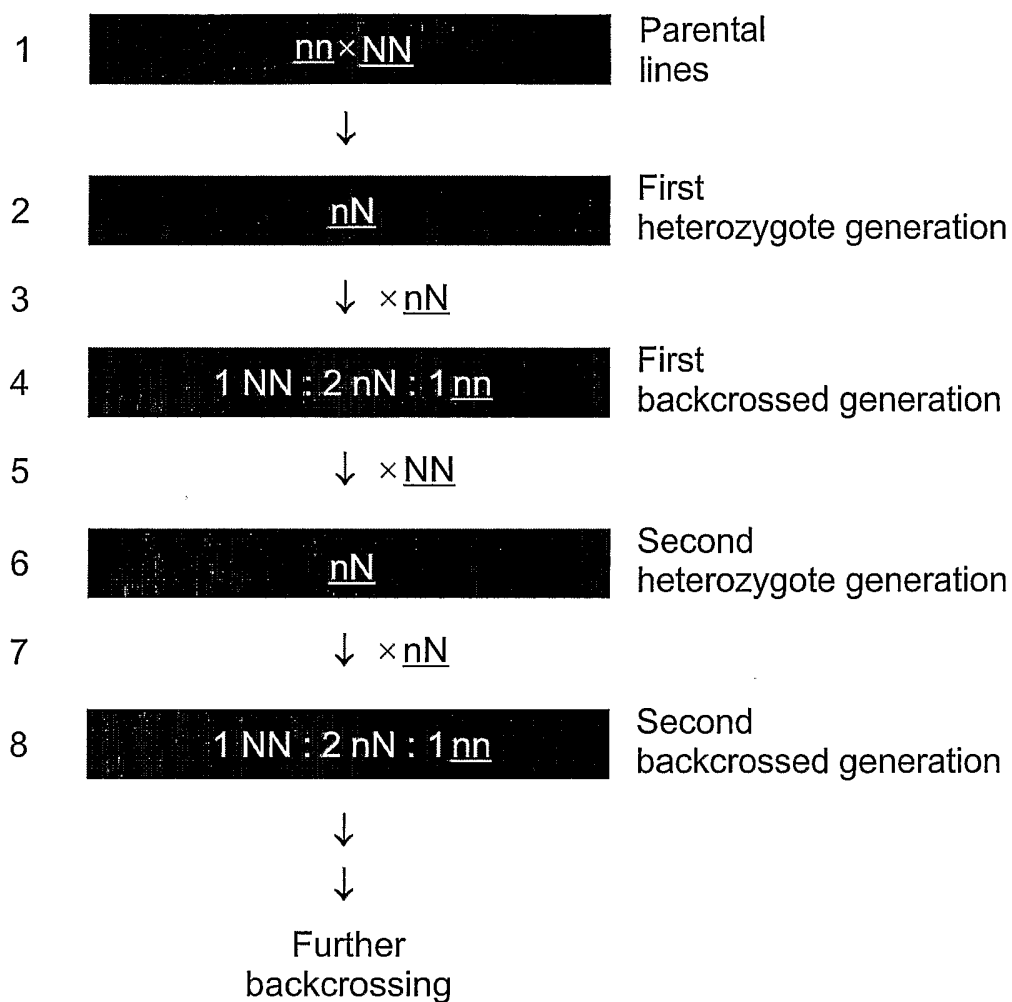 1 nn × NN Parental
lines
↓
2 nN First
heterozygote generation
3 ↓ × nN
4 1 NN : 2 nN : 1 nn First
backcrossed generation
5 ↓ × NN
6 nN Second
heterozygote generation
7 ↓ × nN
8 1 NN : 2 nN : 1 nn Second
backcrossed generation
↓
↓
Further
backcrossing